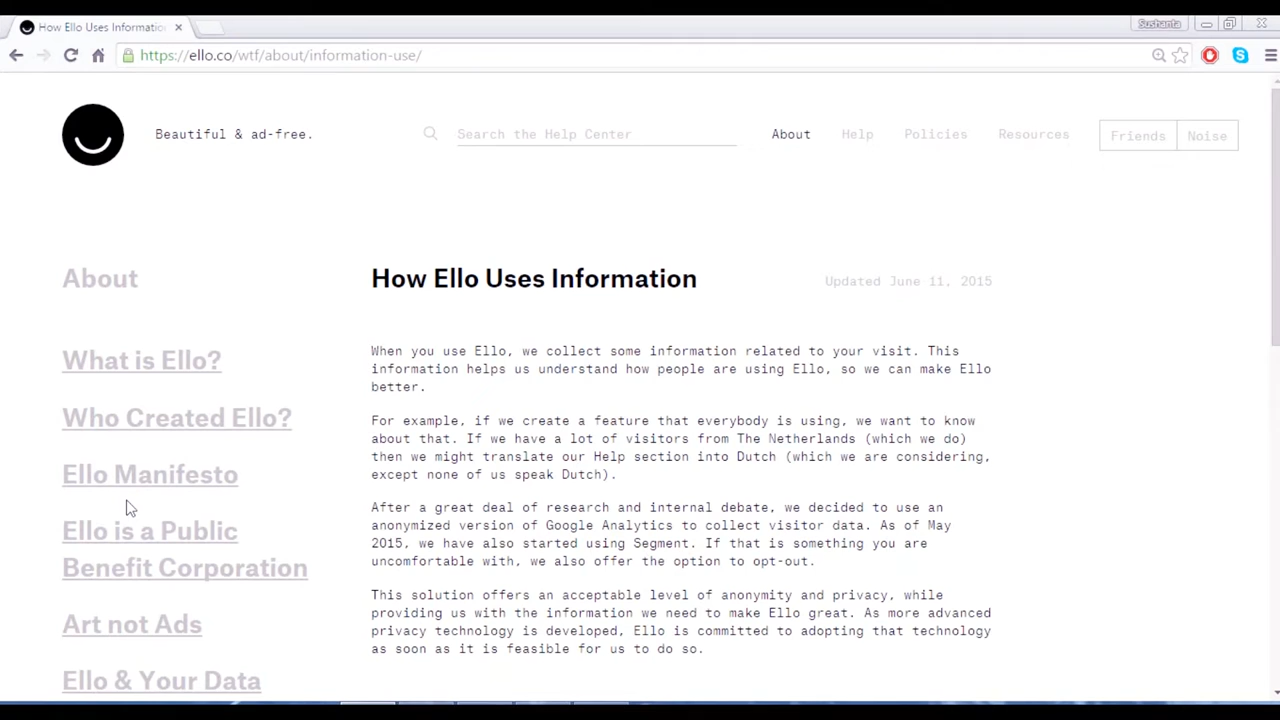 How Ello Uses Informatio
Sushanta
https://ello.co/wtf/about/information-use/
Beautiful & ad-free.
Search the Help Center
About
Help
Policies
Resources
Friends
Noise
About
What is Ello?
Who Created Ello?
Ello Manifesto
Ello is a Public
Benefit Corporation
Art not Ads
Ello & Your Data
How Ello Uses Information
Updated June 11, 2015
When you use Ello, we collect some information related to your visit. This
information helps us understand how people are using Ello, so we can make Ello
better.
For example, if we create a feature that everybody is using, we want to know
about that. If we have a lot of visitors from The Netherlands (which we do)
then we might translate our Help section into Dutch (which we are considering,
except none of us speak Dutch).
After a great deal of research and internal debate, we decided to use an
anonymized version of Google Analytics to collect visitor data. As of May
2015, we have also started using Segment. If that is something you are
uncomfortable with, we also offer the option to opt-out.
This solution offers an acceptable level of anonymity and privacy, while
providing us with the information we need to make Ello great. As more advanced
privacy technology is developed, Ello is committed to adopting that technology
as soon as it is feasible for us to do so.